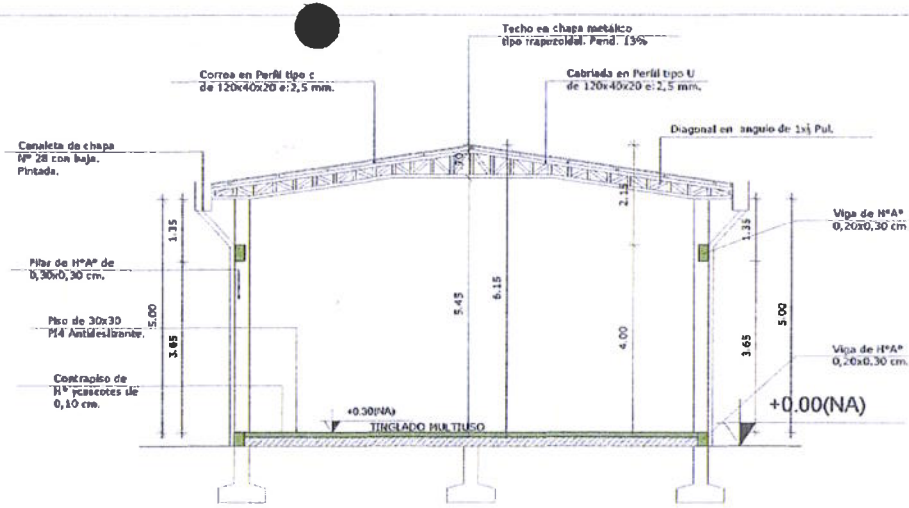 Techo en chapa metálico
tipo trapezoidal. Pend. 13%
Correa en Perfil tipo c
de 120x40x20 e:2,5 mm.
Cabriada en Perfil tipo U
de 120x40x20 e:2,5 mm.
Diagonal en angulo de 1x Pul.
Canaleta de chapa
Nº 28 con baja.
Pintada.
Viga de HºAº
0,20x0,30 cm
Pilar de HºAº de
0,30x0,30 cm.
Piso de 30x30
PI4 Antideslizante.
Contrapiso de
Hº ycascotes de
0,10 cm.
Viga de HºAº
0,20x0,30 cm.
1.35
5.00
3.65
5.45
6.15
2.15
4.00
1.35
3.65
5.00
+0.30(NA)
TINGLADO MULTIUSO
+0.00(NA)